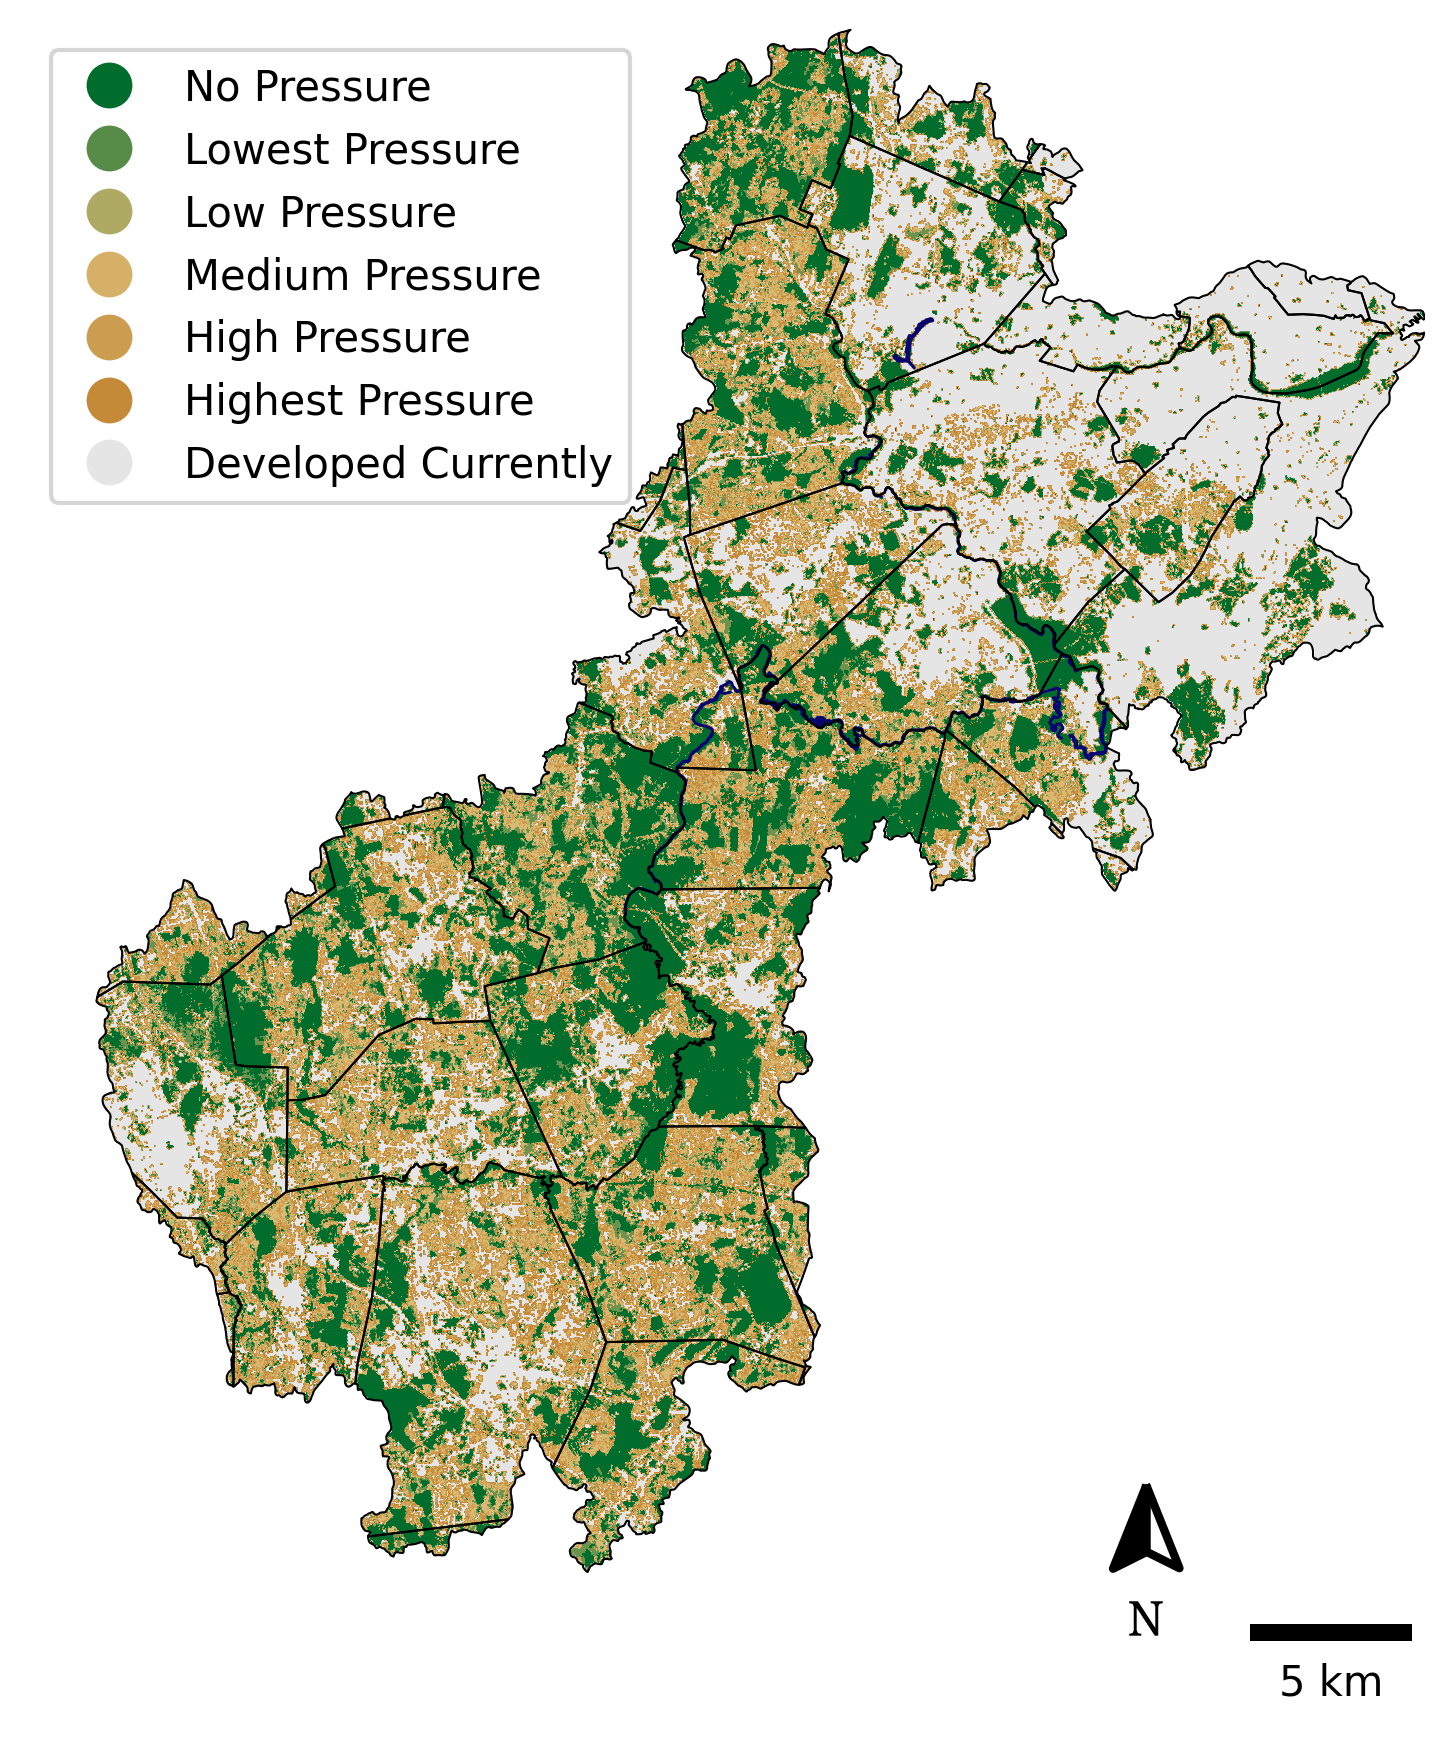 No Pressure
Lowest Pressure
Low Pressure
Medium Pressure
High Pressure
Highest Pressure
Developed Currently
N
5 km